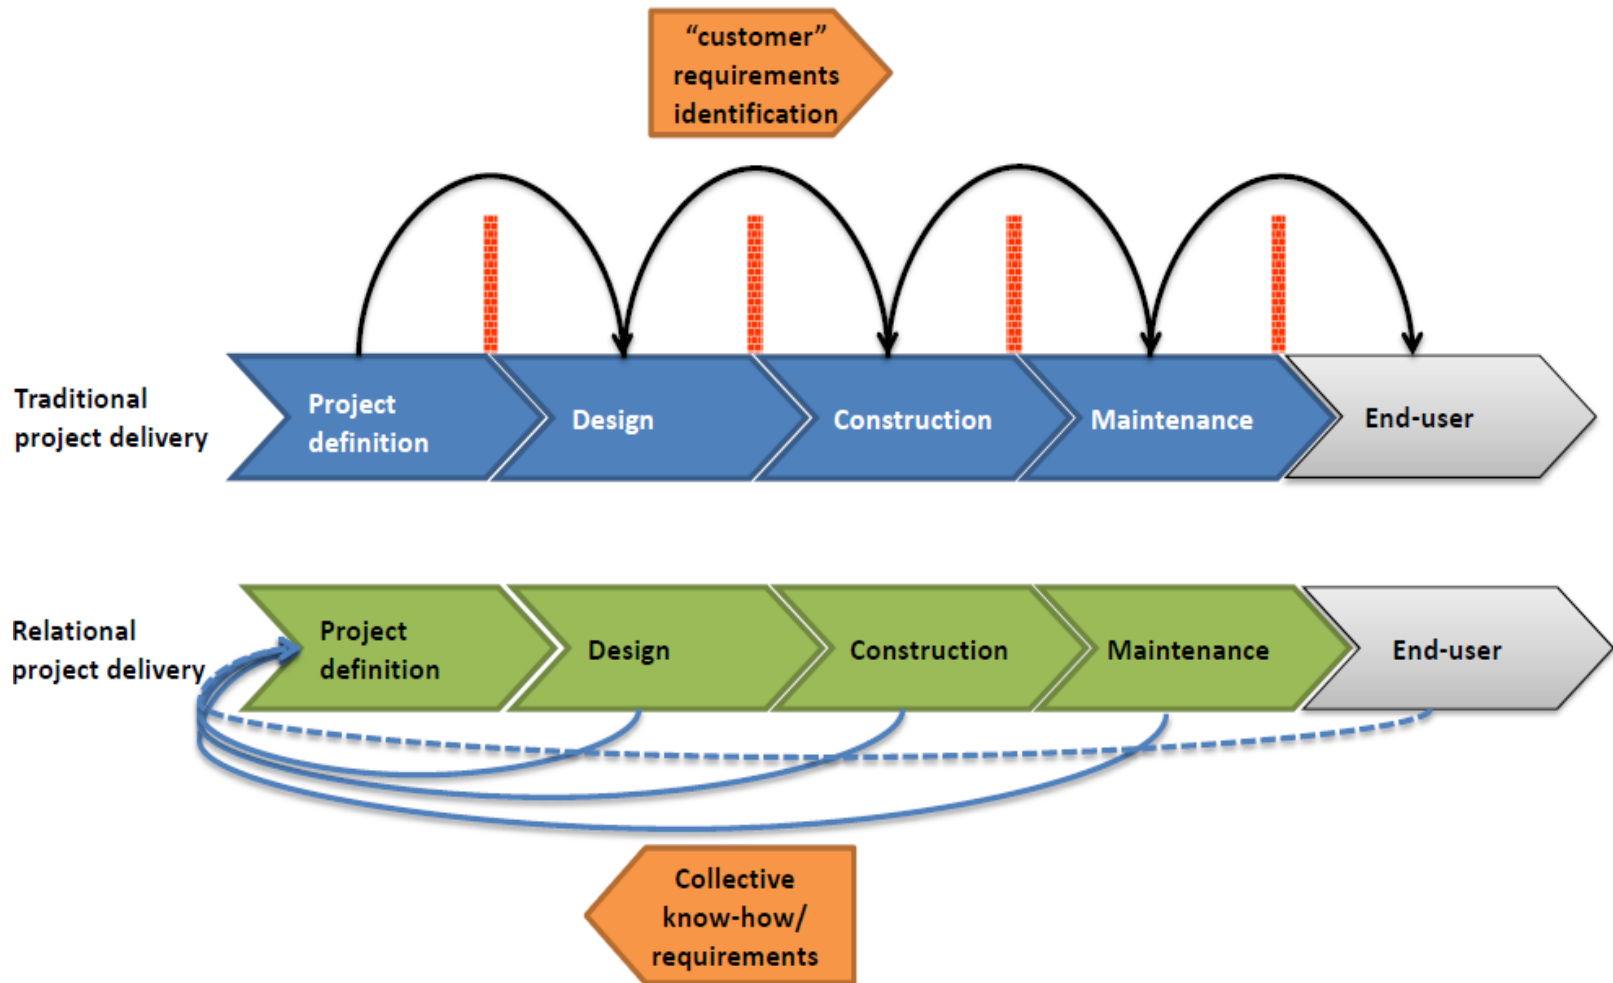 “customer”
requirements
identification
Traditional
project delivery
Project
definition
Design
Construction
Maintenance
End-user
Relational
project delivery
Project
definition
Design
Construction
Maintenance
End-user
Collective
know-how/
requirements